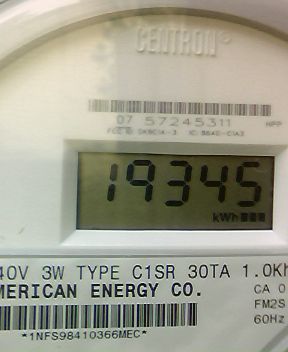 CENTRON®
07 57245311
19345
kWh
40V 3W TYPE C1SR 30TA 1.0Kh
MERICAN ENERGY CO.
CA 0
FM2S
60Hz
*1NFS98410366MEC*